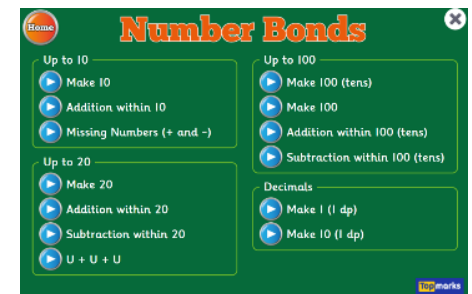 Home
Number Bonds
Up to 10
Make 10
Addition within 10
Missing Numbers (+ and -)
Up to 20
Make 20
Addition within 20
Subtraction within 20
U + U + U
Up to 100
Make 100 (tens)
Make 100
Addition within 100 (tens)
Subtraction within 100 (tens)
Decimals
Make 1 (1 dp)
Make 10 (1 dp)
Topmarks